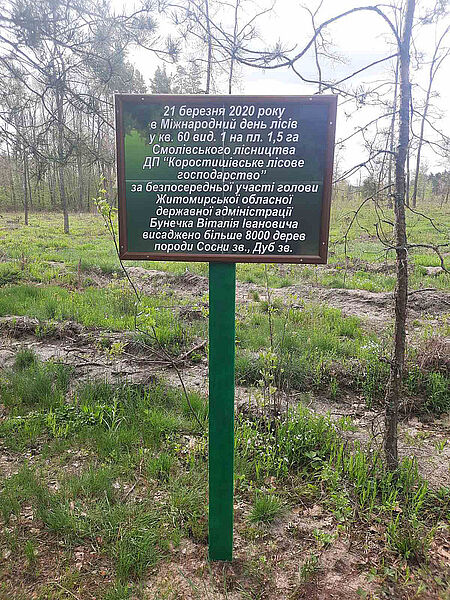 21 березня 2020 року
в Міжнародний день лісів
у кв. 60 вид. 1 на пл. 1,5 га
Смолівського лісництва
ДП "Коростишівське лісове
господарство"
за безпосередньої участі голови
Житомирської обласної
державної адміністрації
Бунечка Віталія Івановича
висаджено більше 8000 дерев
породи Сосни зв., Дуб зв.